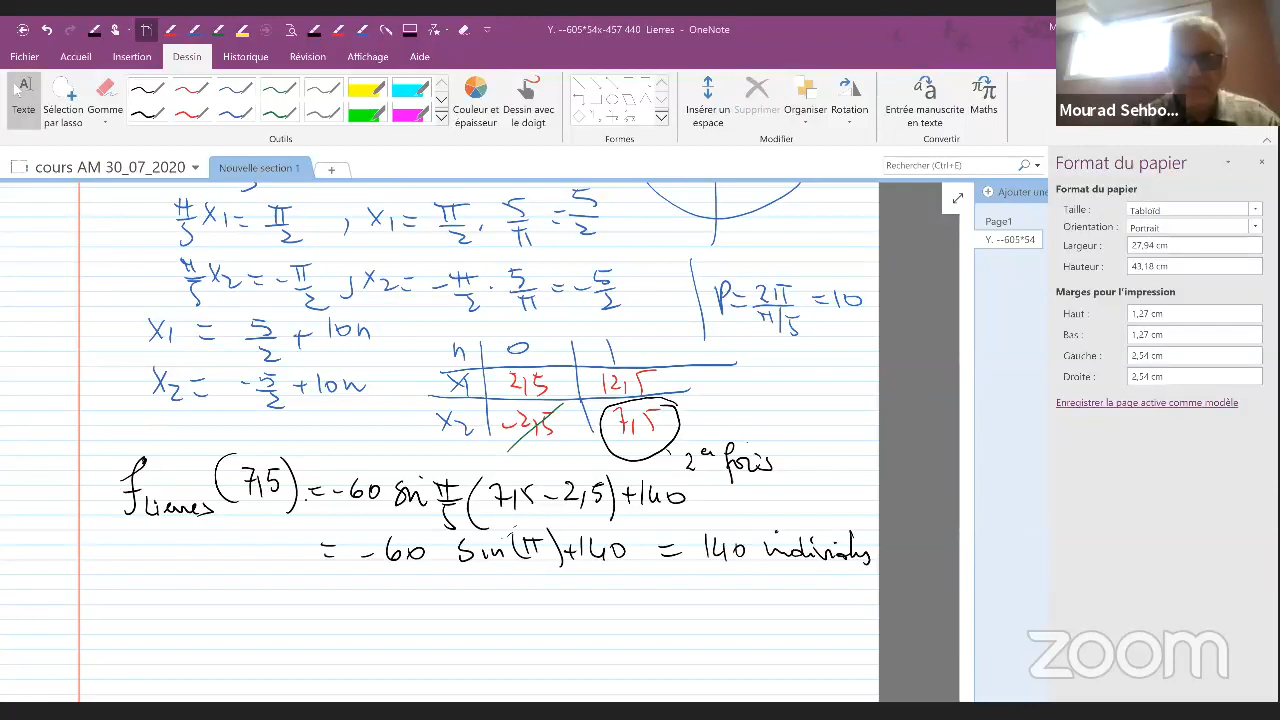 Y. --605*54x-457 440 Lierres - OneNote
Fichier Accueil Insertion Dessin Historique Révision Affichage Aide
Texte Sélection par lasso Gomme Couleur et épaisseur Dessin avec le doigt Insérer un espace Supprimer Organiser Rotation Entrée manuscrite en texte Maths
Outils Formes Modifier Convertir
Mourad Sehbo...
cours AM 30_07_2020 Nouvelle section 1 + Rechercher (Ctrl+E)
Ajouter une
Page1
Y. --605*54
Format du papier
Format du papier
Taille : Tabloïd
Orientation : Portrait
Largeur : 27,94 cm
Hauteur : 43,18 cm
Marges pour l'impression
Haut : 1,27 cm
Bas : 1,27 cm
Gauche : 2,54 cm
Droite : 2,54 cm
Enregistrer la page active comme modèle
π/5 x1 = π/2 , x1 = π/2 . 5/π = 5/2
π/5 x2 = -π/2 , x2 = -π/2 . 5/π = -5/2
P = 2π/π/5 = 10
x1 = 5/2 + 10n
x2 = -5/2 + 10n
n 0 1
x1 2,5 12,5
x2 -2,5 7,5
2e fois
f lierres (7,5) = -60 sin π/5 (7,5 - 2,5) + 140
= -60 sin(π) + 140 = 140 individus
zoom